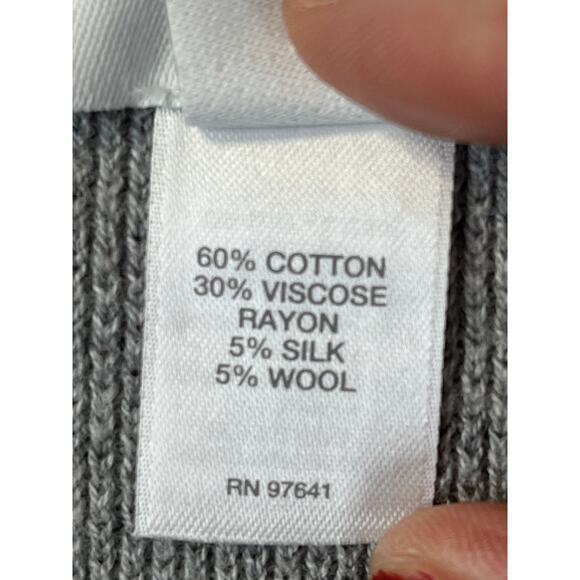 60% COTTON
30% VISCOSE
RAYON
5% SILK
5% WOOL
RN 97641